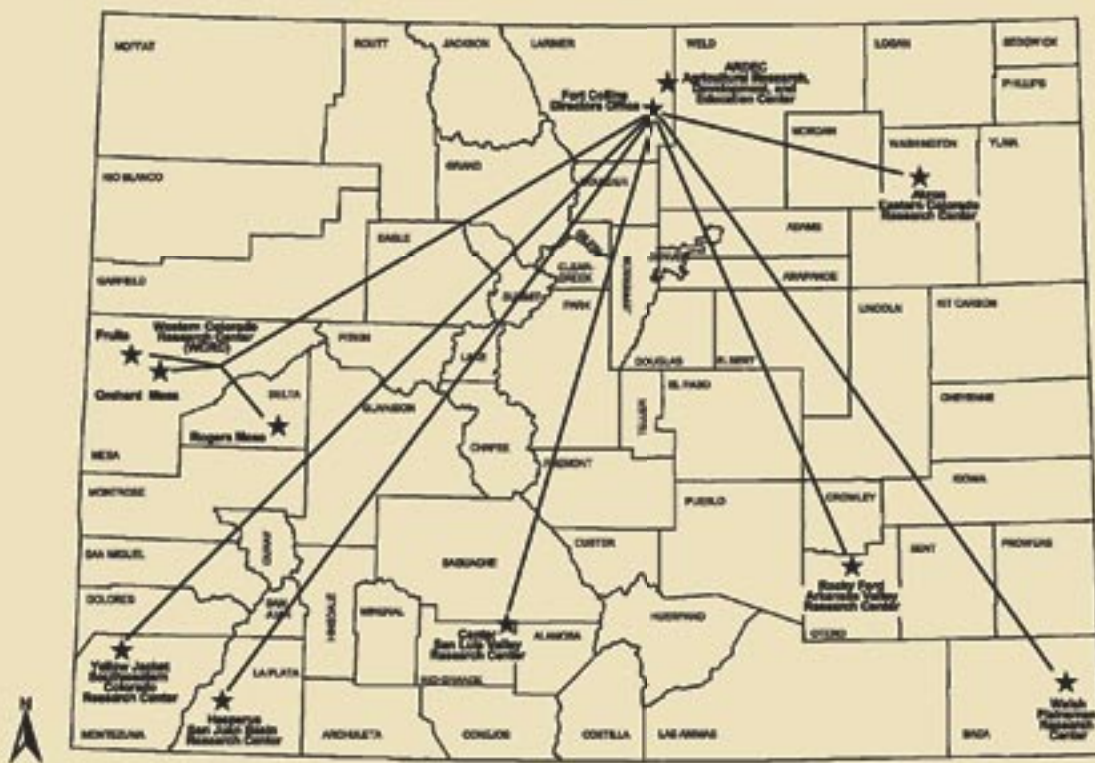 MOFFAT
ROUTT
JACKSON
LARIMER
WELD
LOGAN
SEDGWICK
PHILLIPS
ARDEC
Agricultural Research,
Development, and
Education Center
Fort Collins
Directors Office
MORGAN
WASHINGTON
YUMA
RIO BLANCO
GRAND
BOULDER
Akron
Eastern Colorado
Research Center
EAGLE
GILPIN
CLEAR
CREEK
SUMMIT
DENVER
ADAMS
ARAPAHOE
GARFIELD
PARK
LINCOLN
KIT CARSON
Fruita
Western Colorado
Research Center
(WCRC)
PITKIN
LAKE
DOUGLAS
ELBERT
Orchard Mesa
DELTA
GUNNISON
EL PASO
TELLER
CHEYENNE
Rogers Mesa
MESA
CHAFFEE
FREMONT
MONTROSE
PUEBLO
CROWLEY
KIOWA
SAN MIGUEL
OURAY
CUSTER
BENT
PROWERS
SAGUACHE
DOLORES
SAN
JUAN
HINSDALE
MINERAL
Rocky Ford
Arkansas Valley
Research Center
OTERO
HUERFANO
Center
San Luis Valley
Research Center
ALAMOSA
Yellow Jacket
Southwestern
Colorado
Research Center
LA PLATA
RIO GRANDE
Hesperus
San Juan Basin
Research Center
Walsh
Plainsman
Research
Center
MONTEZUMA
ARCHULETA
CONEJOS
COSTILLA
LAS ANIMAS
BACA
N